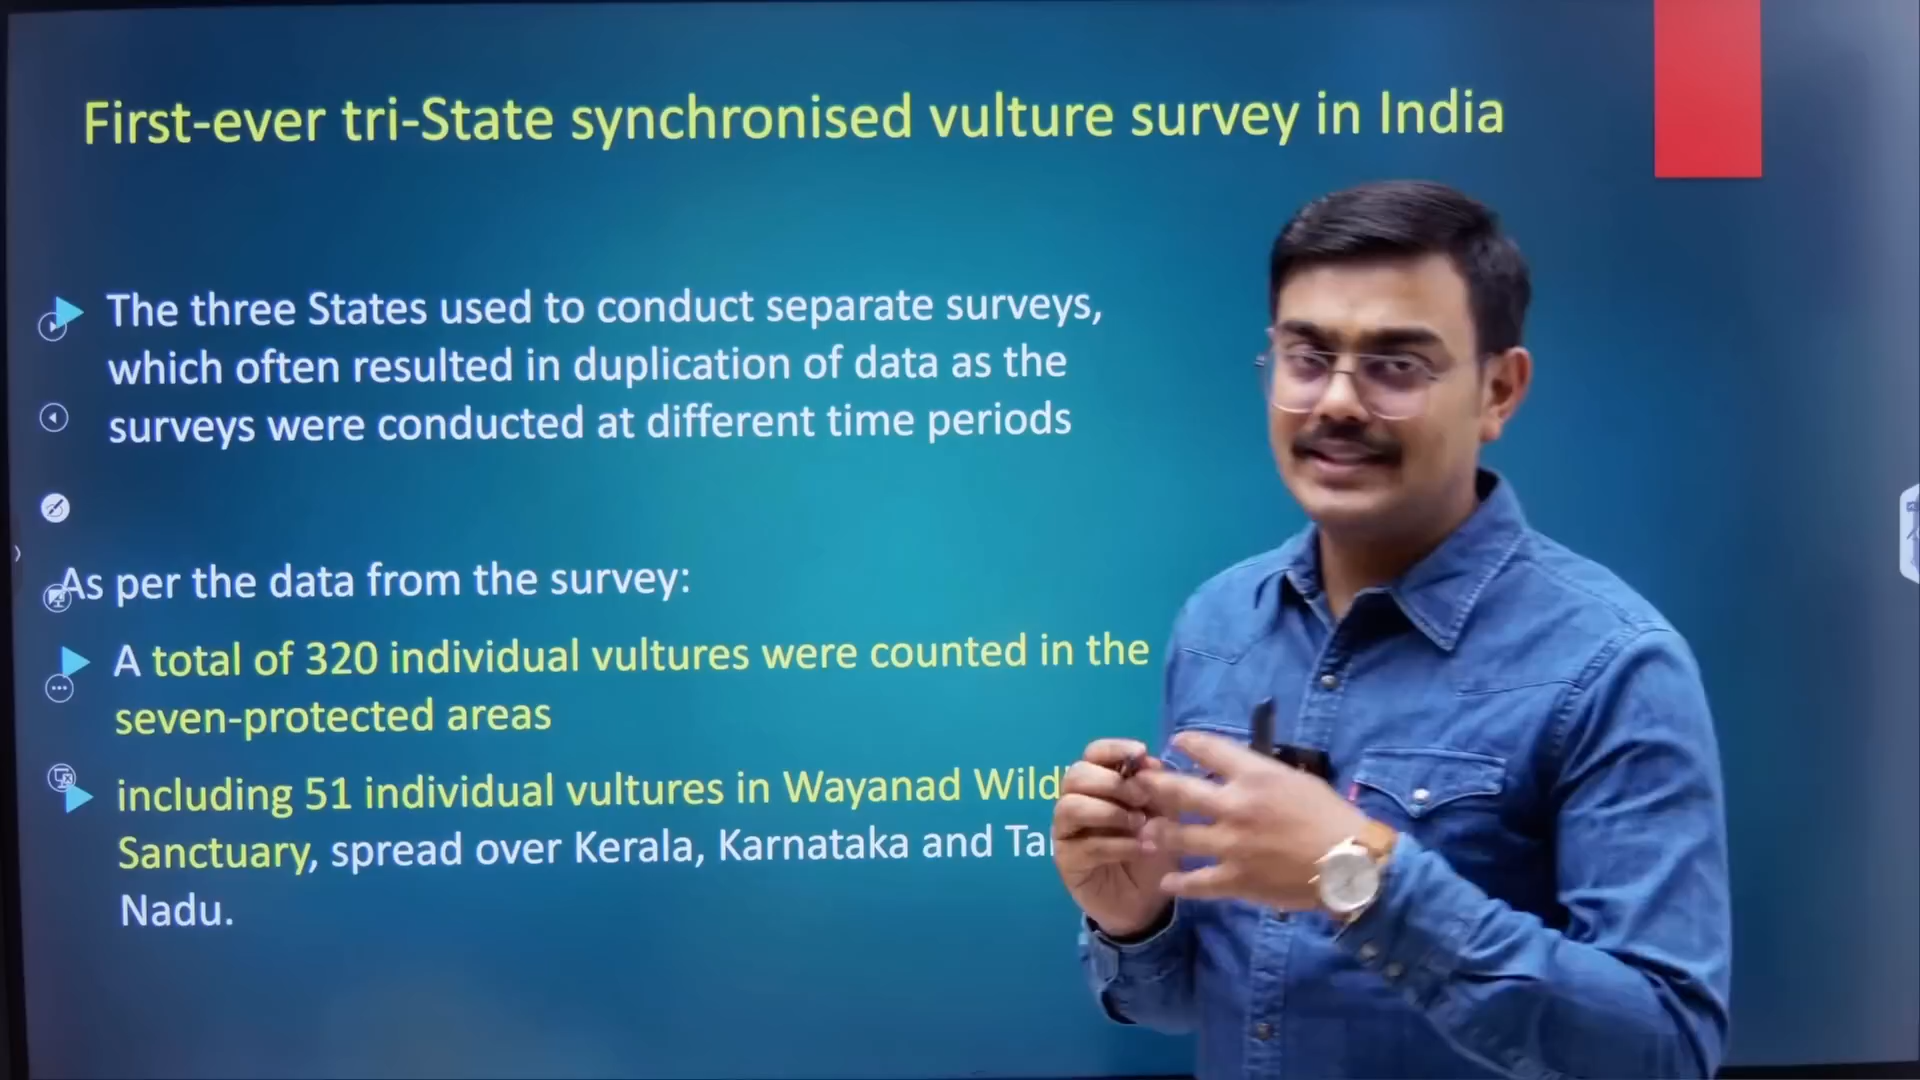 First-ever tri-State synchronised vulture survey in India
The three States used to conduct separate surveys,
which often resulted in duplication of data as the
surveys were conducted at different time periods
As per the data from the survey:
A total of 320 individual vultures were counted in the
seven-protected areas
including 51 individual vultures in Wayanad
Sanctuary, spread over Kerala, Karnataka and
Nadu.